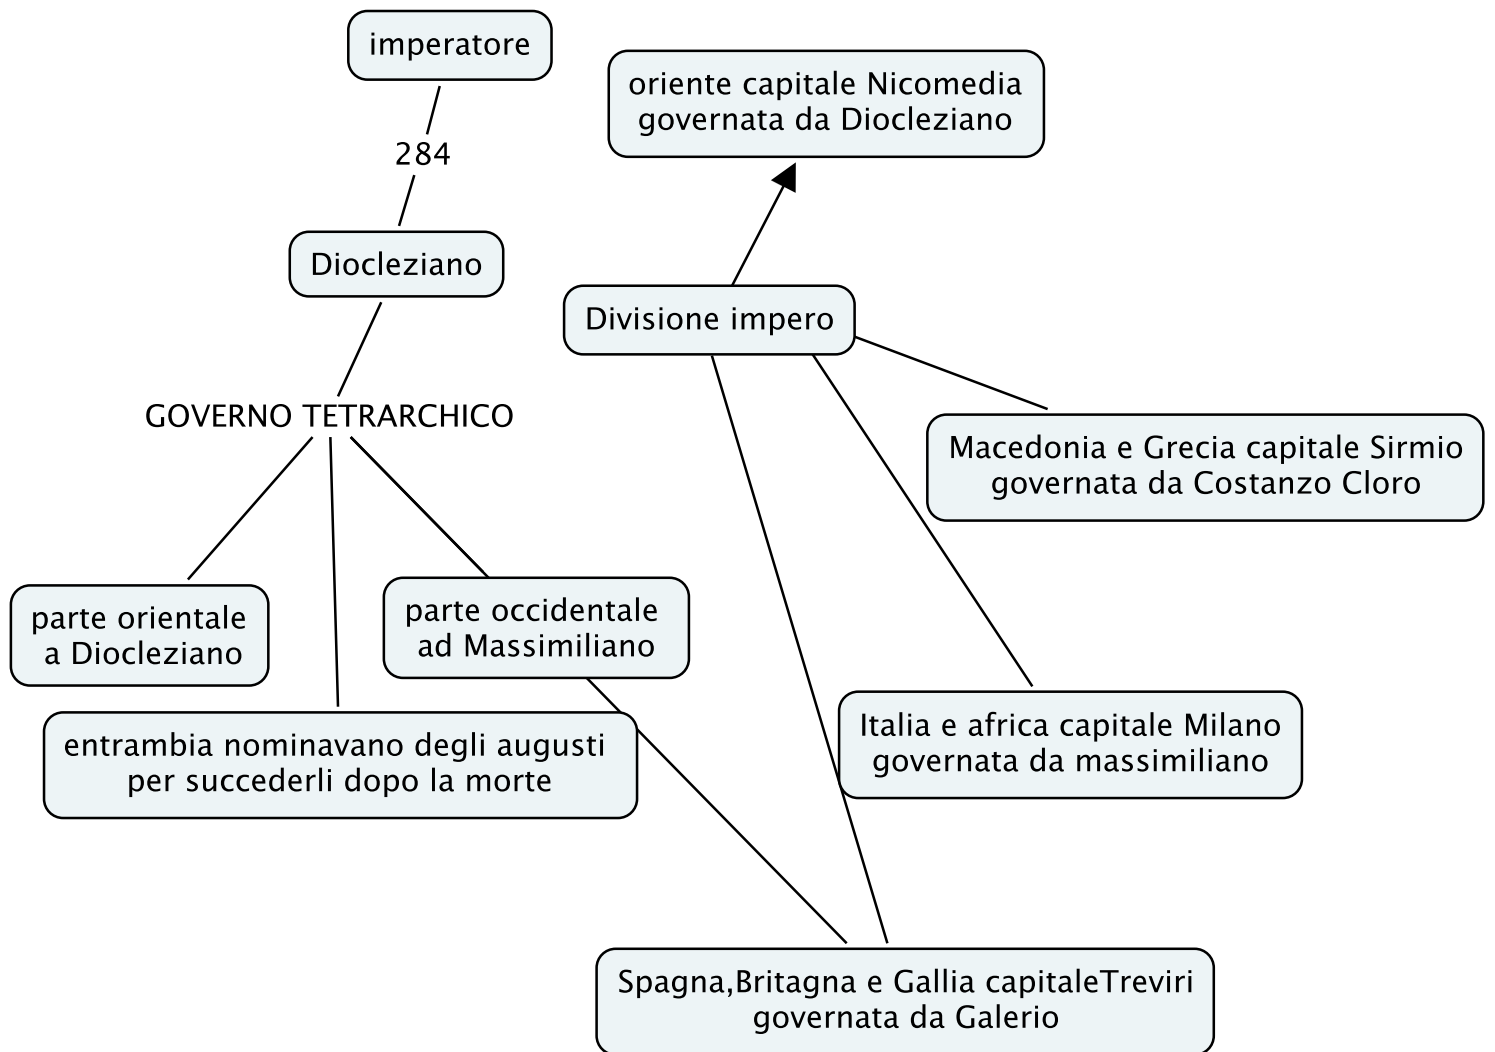 imperatore
284
Diocleziano
GOVERNO TETRARCHICO
parte orientale
a Diocleziano
parte occidentale
ad Massimiliano
entrambia nominavano degli augusti
per succederli dopo la morte
oriente capitale Nicomedia
governata da Diocleziano
Divisione impero
Macedonia e Grecia capitale Sirmio
governata da Costanzo Cloro
Italia e africa capitale Milano
governata da massimiliano
Spagna,Britagna e Gallia capitaleTreviri
governata da Galerio